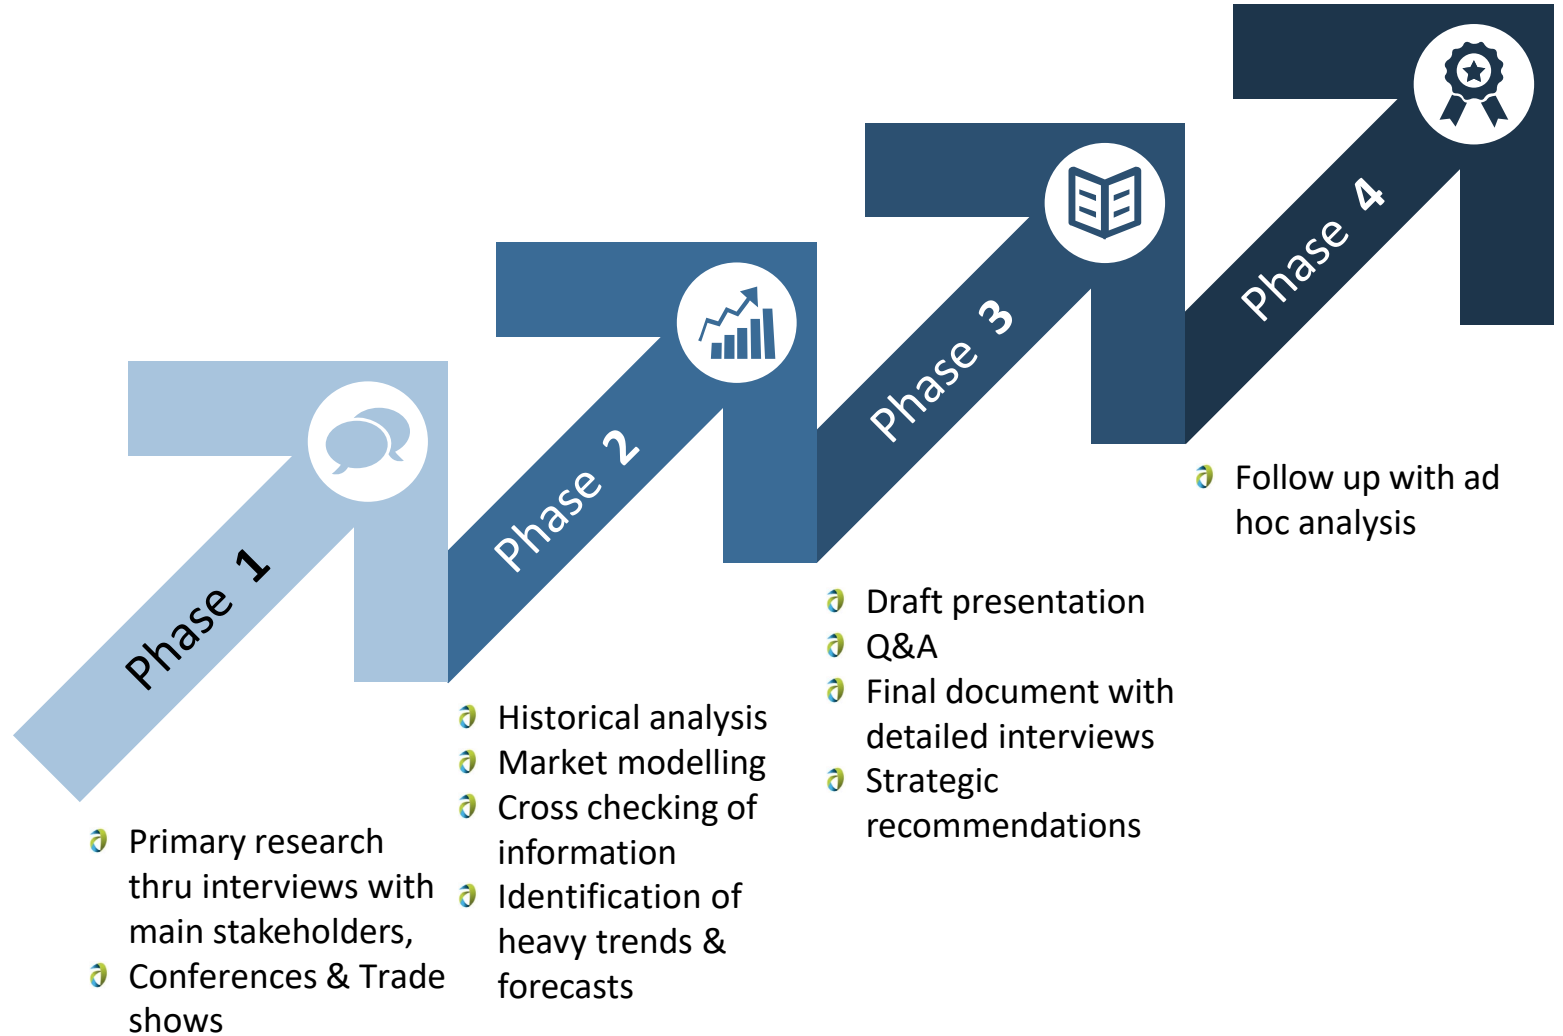 Phase 1
Primary research
thru interviews with
main stakeholders,
Conferences & Trade
shows
Phase 2
Historical analysis
Market modelling
Cross checking of
information
Identification of
heavy trends &
forecasts
Phase 3
Draft presentation
Q&A
Final document with
detailed interviews
Strategic
recommendations
Phase 4
Follow up with ad
hoc analysis